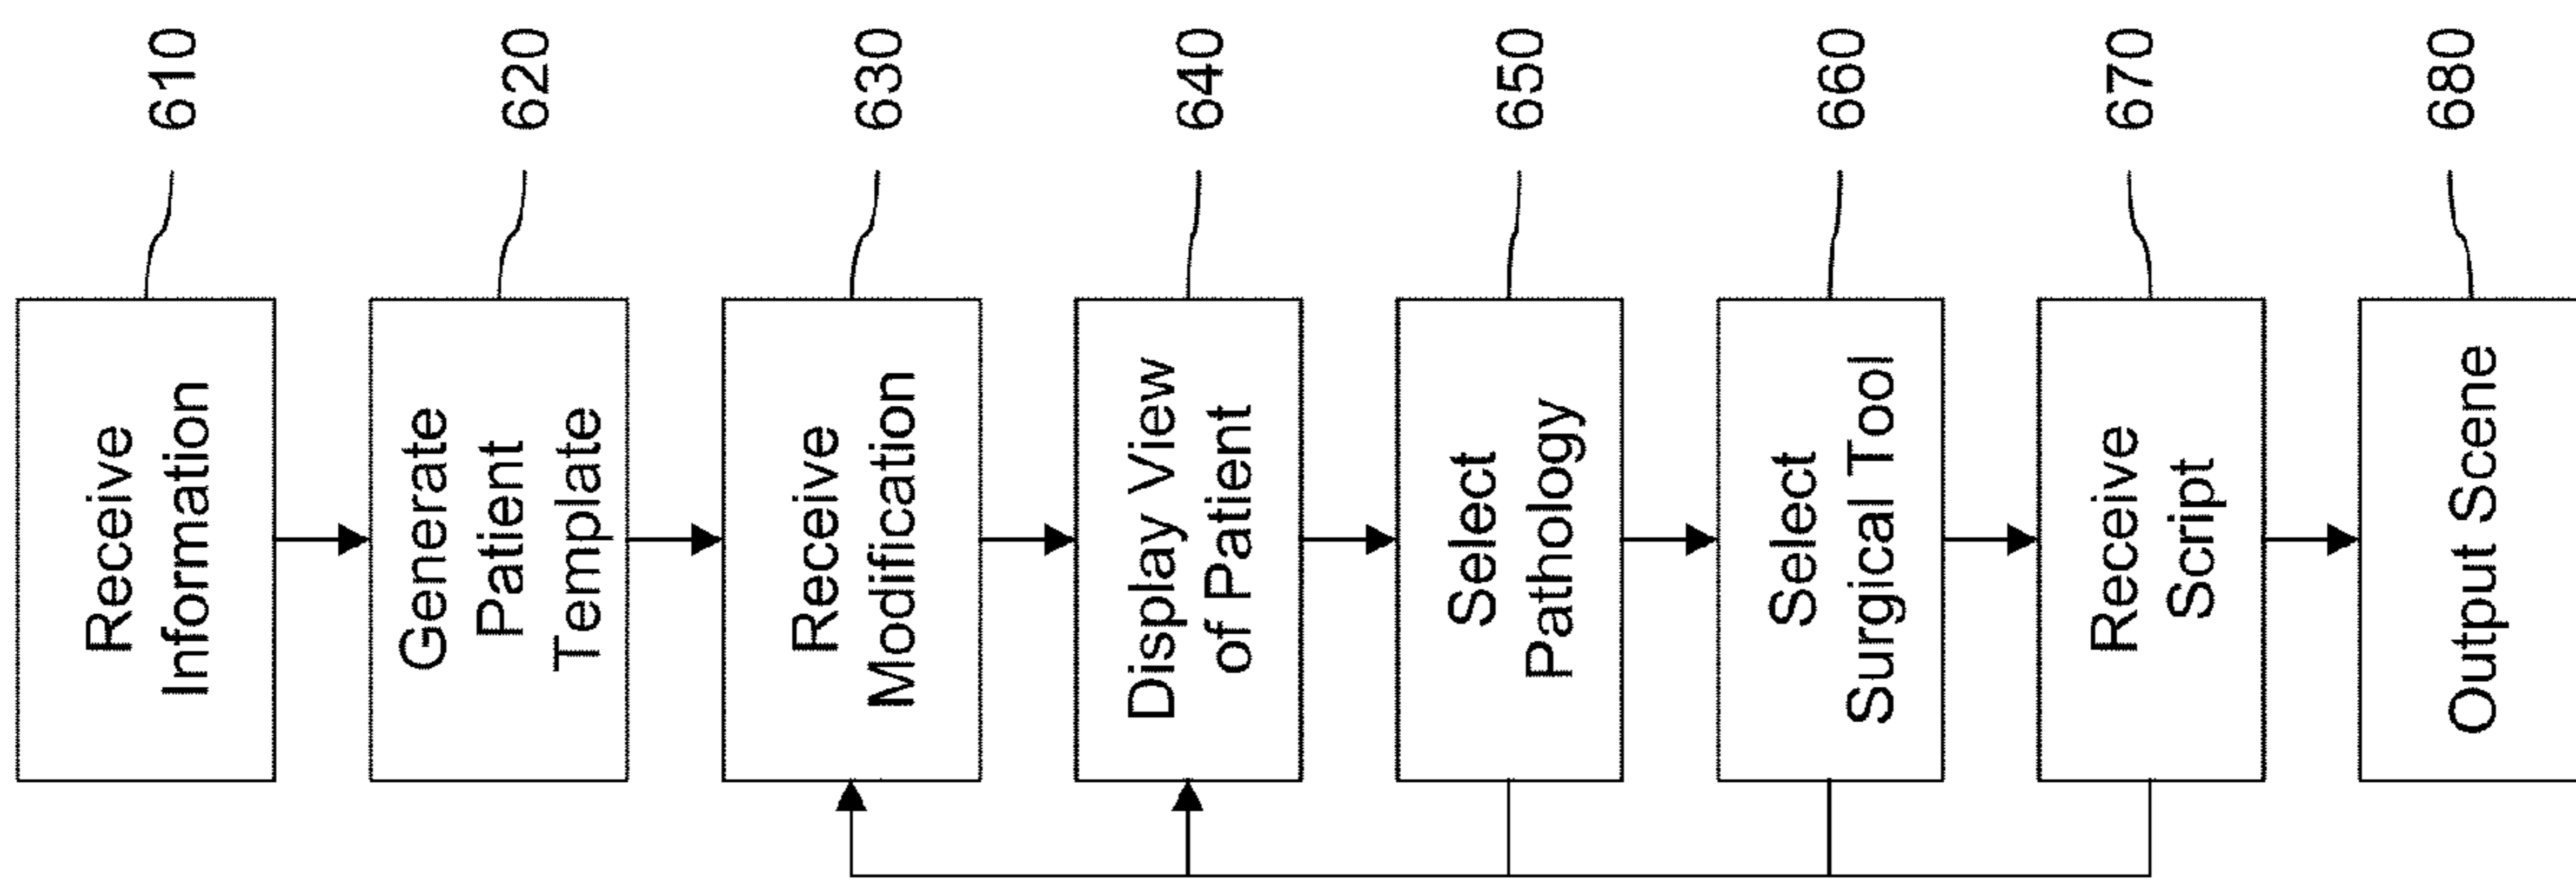 Receive
Information
610
Generate
Patient
Template
620
Receive
Modification
630
Display View
of Patient
640
Select
Pathology
650
Select
Surgical Tool
660
Receive
Script
670
Output Scene
680